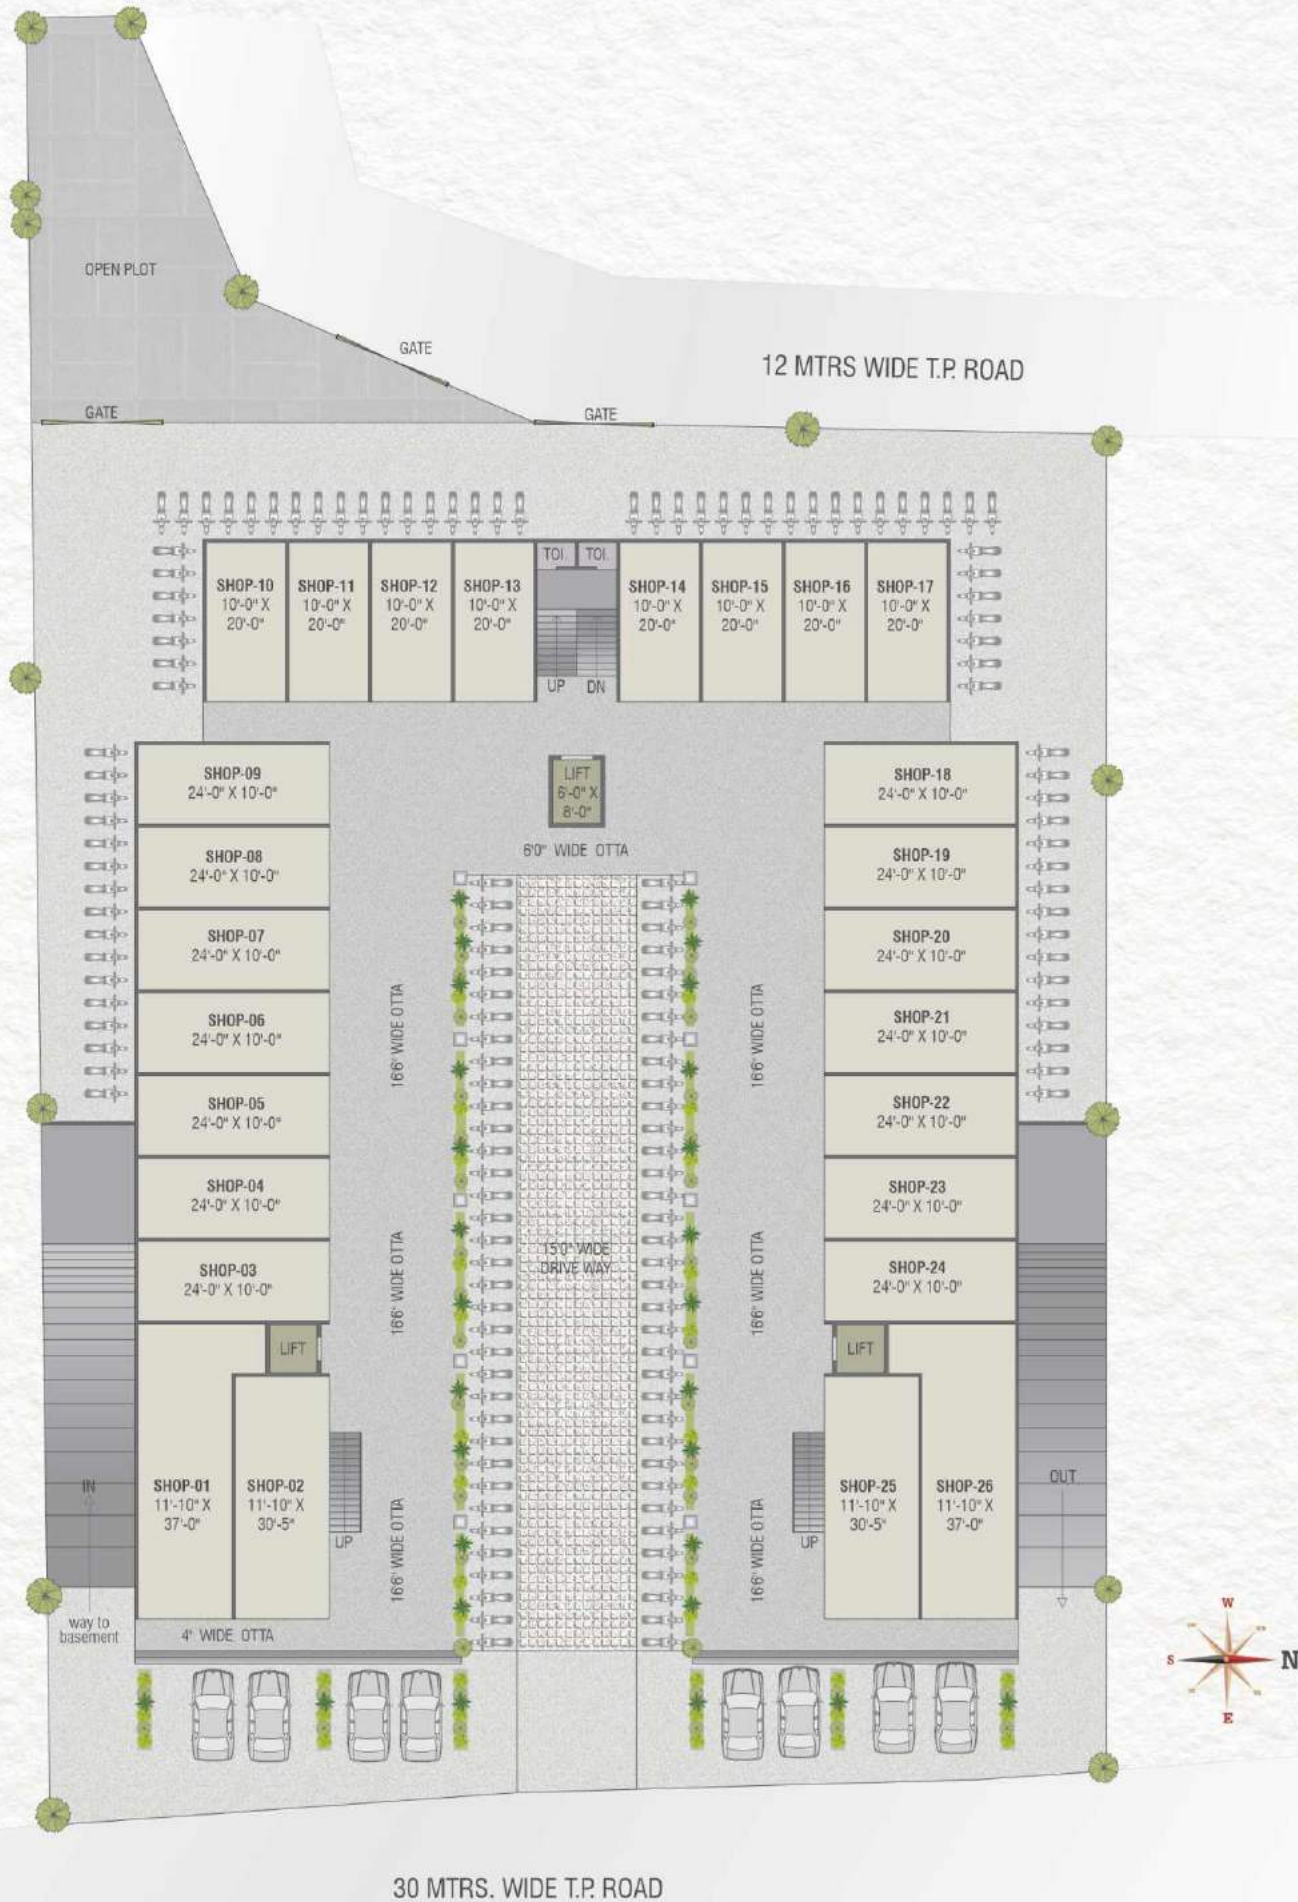 OPEN PLOT
GATE
12 MTRS WIDE T.P. ROAD
GATE
GATE
TOI.
TOI.
SHOP-10
10'-0" X
20'-0"
SHOP-11
10'-0" X
20'-0"
SHOP-12
10'-0" X
20'-0"
SHOP-13
10'-0" X
20'-0"
SHOP-14
10'-0" X
20'-0"
SHOP-15
10'-0" X
20'-0"
SHOP-16
10'-0" X
20'-0"
SHOP-17
10'-0" X
20'-0"
UP
DN
SHOP-09
24'-0" X 10'-0"
LIFT
6'-0" X
8'-0"
SHOP-18
24'-0" X 10'-0"
6'0" WIDE OTTA
SHOP-08
24'-0" X 10'-0"
SHOP-19
24'-0" X 10'-0"
SHOP-07
24'-0" X 10'-0"
SHOP-20
24'-0" X 10'-0"
SHOP-06
24'-0" X 10'-0"
16'6" WIDE OTTA
16'6" WIDE OTTA
SHOP-21
24'-0" X 10'-0"
SHOP-05
24'-0" X 10'-0"
SHOP-22
24'-0" X 10'-0"
SHOP-04
24'-0" X 10'-0"
SHOP-23
24'-0" X 10'-0"
SHOP-03
24'-0" X 10'-0"
16'6" WIDE OTTA
15'0" WIDE
DRIVE WAY
16'6" WIDE OTTA
SHOP-24
24'-0" X 10'-0"
LIFT
LIFT
IN
SHOP-01
11'-10" X
37'-0"
SHOP-02
11'-10" X
30'-5"
UP
16'6" WIDE OTTA
16'6" WIDE OTTA
UP
SHOP-25
11'-10" X
30'-5"
SHOP-26
11'-10" X
37'-0"
OUT
way to
basement
4' WIDE OTTA
W
S
N
E
30 MTRS. WIDE T.P. ROAD